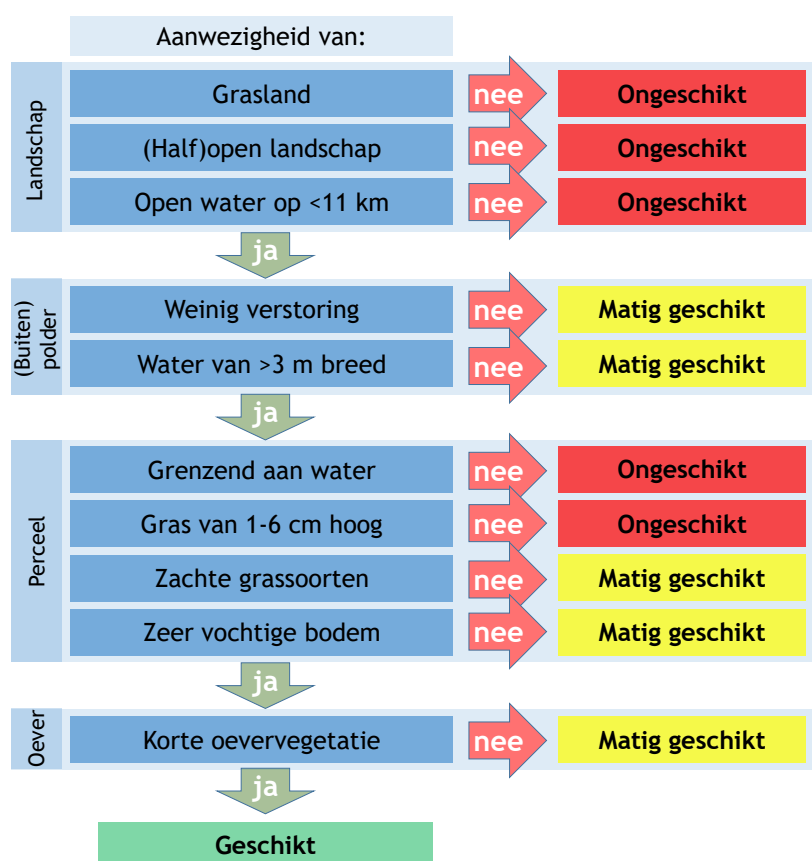 Aanwezigheid van:
Landschap
Grasland
nee
Ongeschikt
(Half)open landschap
nee
Ongeschikt
Open water op <11 km
nee
Ongeschikt
ja
(Buiten)
polder
Weinig verstoring
nee
Matig geschikt
Water van >3 m breed
nee
Matig geschikt
ja
Perceel
Grenzend aan water
nee
Ongeschikt
Gras van 1-6 cm hoog
nee
Ongeschikt
Zachte grassoorten
nee
Matig geschikt
Zeer vochtige bodem
nee
Matig geschikt
ja
Oever
Korte oevervegetatie
nee
Matig geschikt
ja
Geschikt